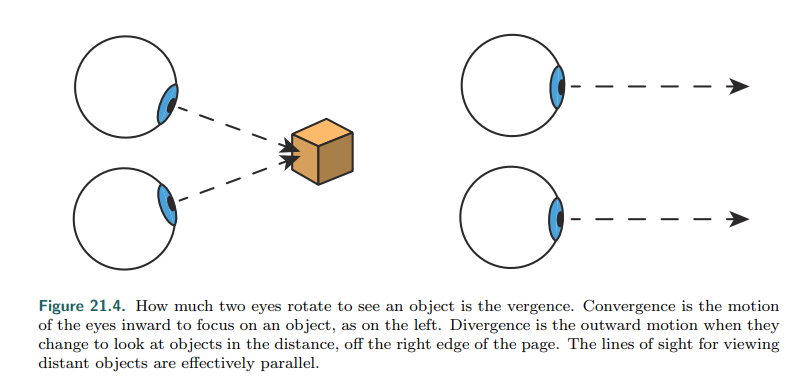 Figure 21.4. How much two eyes rotate to see an object is the vergence. Convergence is the motion
of the eyes inward to focus on an object, as on the left. Divergence is the outward motion when they
change to look at objects in the distance, off the right edge of the page. The lines of sight for viewing
distant objects are effectively parallel.